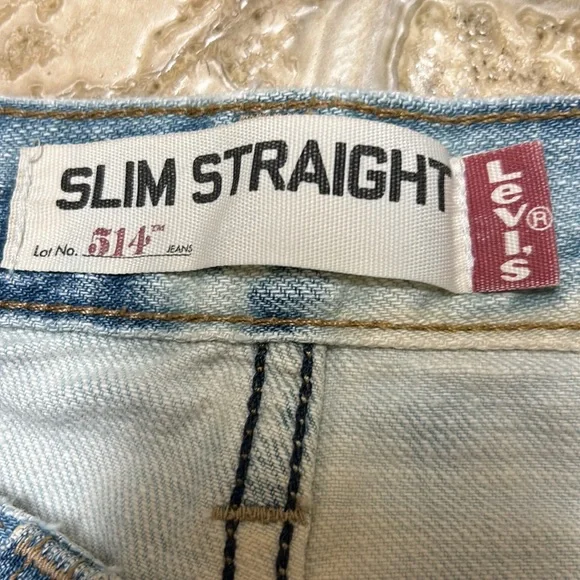 SLIM STRAIGHT
Lot No. 514™ JEANS
Levi's®